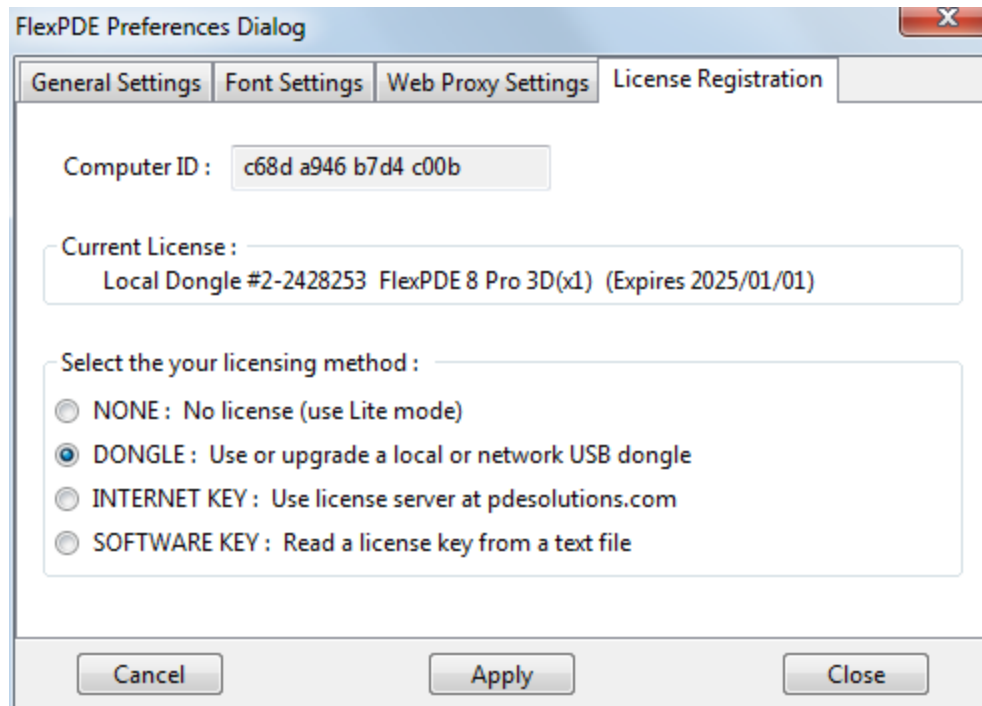 FlexPDE Preferences Dialog
General Settings Font Settings Web Proxy Settings License Registration
Computer ID : c68d a946 b7d4 c00b
Current License :
Local Dongle #2-2428253 FlexPDE 8 Pro 3D(x1) (Expires 2025/01/01)
Select the your licensing method :
NONE : No license (use Lite mode)
DONGLE : Use or upgrade a local or network USB dongle
INTERNET KEY : Use license server at pdesolutions.com
SOFTWARE KEY : Read a license key from a text file
Cancel Apply Close